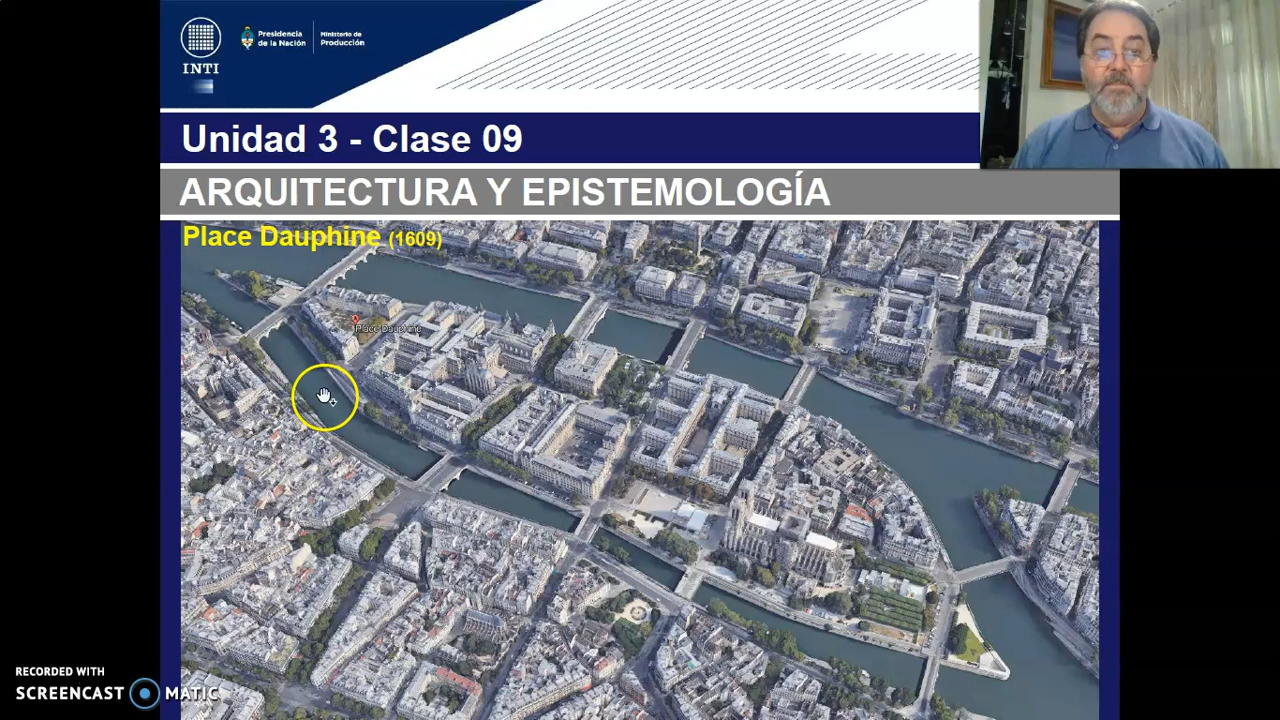 INTI
Presidencia
de la Nación
Ministerio de
Producción
Unidad 3 - Clase 09
ARQUITECTURA Y EPISTEMOLOGÍA
Place Dauphine (1609)
Place Dauphine
RECORDED WITH
SCREENCAST MATIC